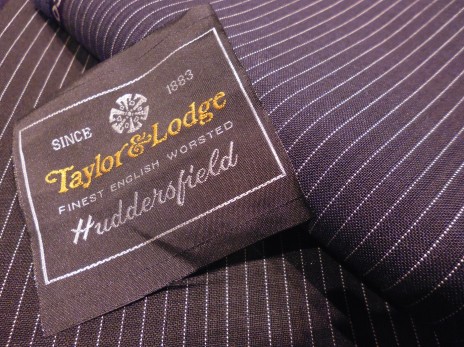 SINCE 1883
Taylor & Lodge
FINEST ENGLISH WORSTED
Huddersfield